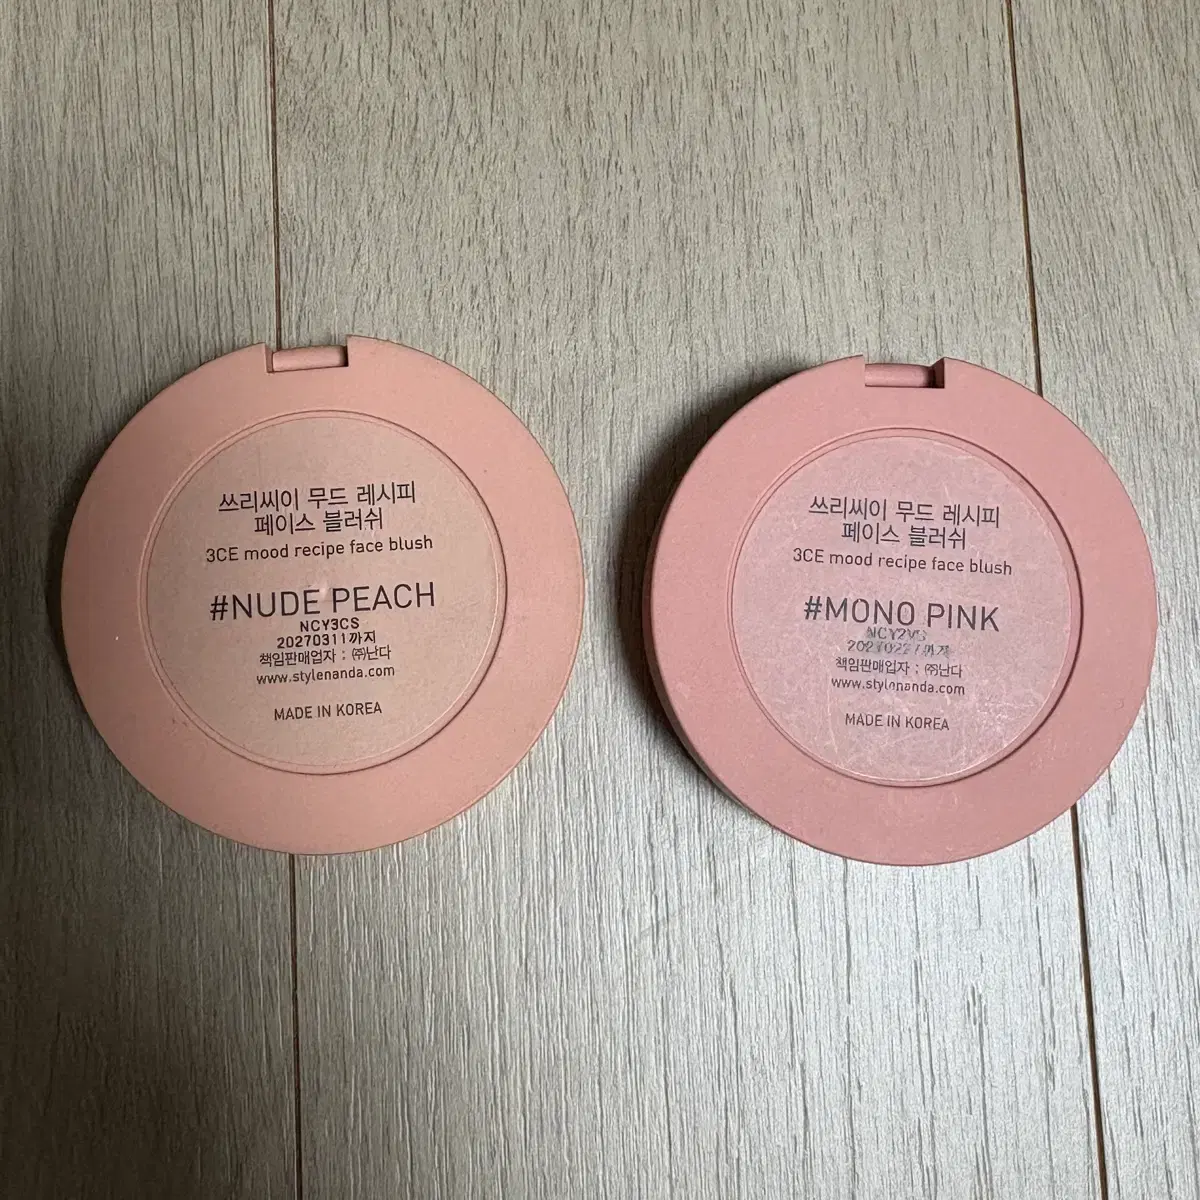 쓰리씨이 무드 레시피
페이스 블러쉬
3CE mood recipe face blush
#NUDE PEACH
NCY3CS
20270311까지
책임판매업자 : ㈜난다
www.stylenanda.com
MADE IN KOREA
쓰리씨이 무드 레시피
페이스 블러쉬
3CE mood recipe face blush
#MONO PINK
책임판매업자 : ㈜난다
www.stylenanda.com
MADE IN KOREA